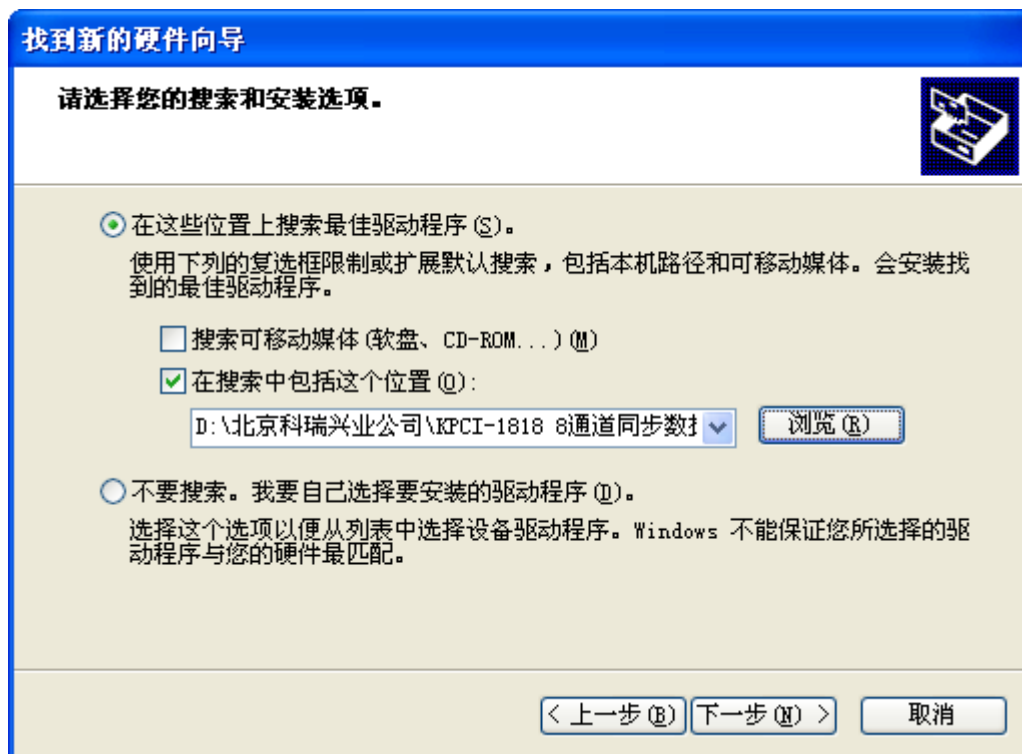 找到新的硬件向导
请选择您的搜索和安装选项。
在这些位置上搜索最佳驱动程序(S)。
使用下列的复选框限制或扩展默认搜索，包括本机路径和可移动媒体。会安装找
到的最佳驱动程序。
搜索可移动媒体(软盘、CD-ROM...)(M)
在搜索中包括这个位置(O):
D:\北京科瑞兴业公司\KPCI-1818 8通道同步数
浏览(R)
不要搜索。我要自己选择要安装的驱动程序(D)。
选择这个选项以便从列表中选择设备驱动程序。Windows 不能保证您所选择的驱
动程序与您的硬件最匹配。
< 上一步(B) 下一步(N) > 取消